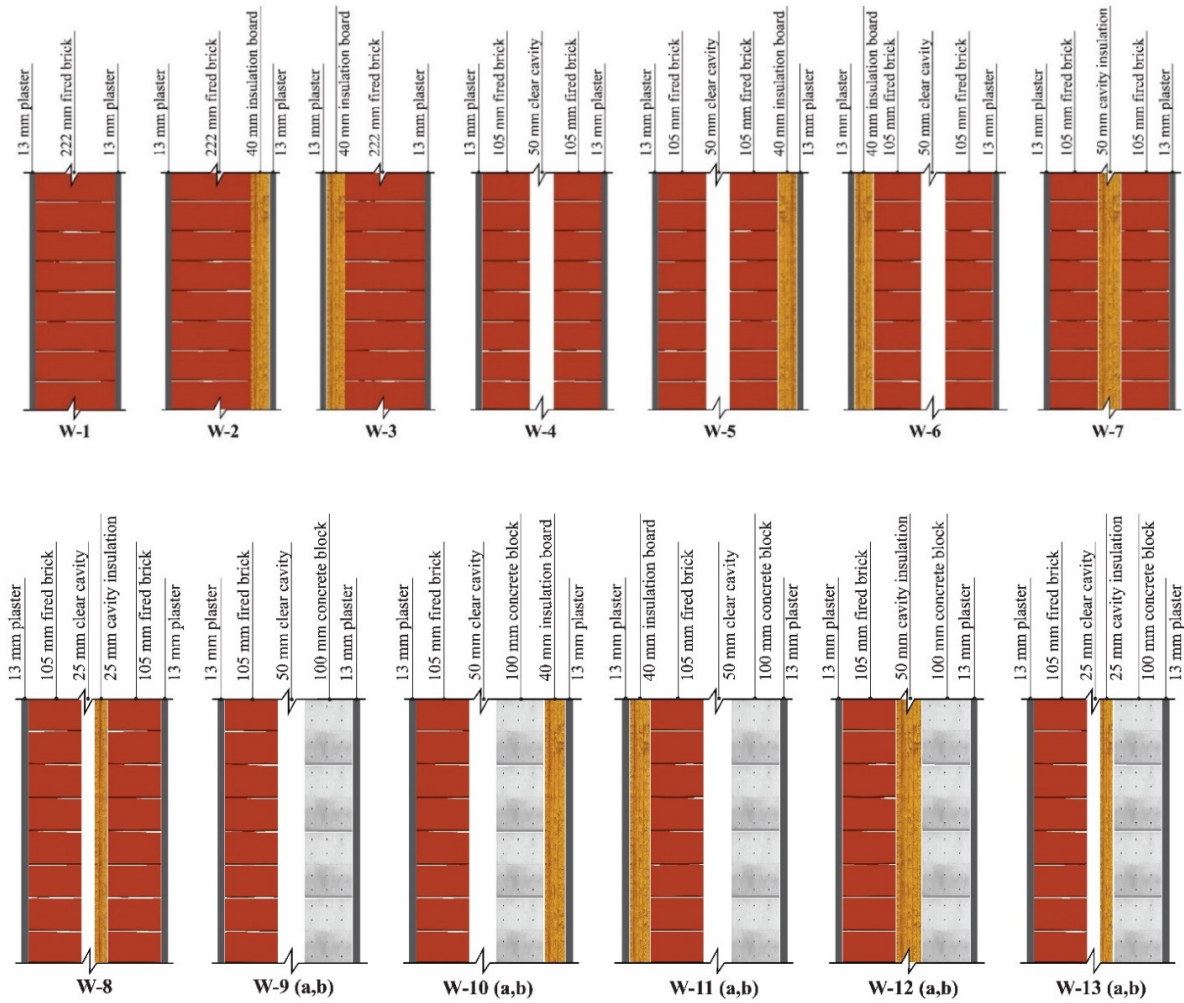 13 mm plaster
222 mm fired brick
13 mm plaster
W-1
13 mm plaster
222 mm fired brick
40 mm insulation board
13 mm plaster
W-2
13 mm plaster
40 mm insulation board
222 mm fired brick
13 mm plaster
W-3
13 mm plaster
105 mm fired brick
50 mm clear cavity
105 mm fired brick
13 mm plaster
W-4
13 mm plaster
105 mm fired brick
50 mm clear cavity
105 mm fired brick
40 mm insulation board
13 mm plaster
W-5
13 mm plaster
40 mm insulation board
105 mm fired brick
50 mm clear cavity
105 mm fired brick
13 mm plaster
W-6
13 mm plaster
105 mm fired brick
50 mm cavity insulation
105 mm fired brick
13 mm plaster
W-7
13 mm plaster
105 mm fired brick
25 mm clear cavity
25 mm cavity insulation
105 mm fired brick
13 mm plaster
W-8
13 mm plaster
105 mm fired brick
50 mm clear cavity
100 mm concrete block
13 mm plaster
W-9 (a,b)
13 mm plaster
105 mm fired brick
50 mm clear cavity
100 mm concrete block
40 mm insulation board
13 mm plaster
W-10 (a,b)
13 mm plaster
40 mm insulation board
105 mm fired brick
50 mm clear cavity
100 mm concrete block
13 mm plaster
W-11 (a,b)
13 mm plaster
105 mm fired brick
50 mm cavity insulation
100 mm concrete block
13 mm plaster
W-12 (a,b)
13 mm plaster
105 mm fired brick
25 mm clear cavity
25 mm cavity insulation
100 mm concrete block
13 mm plaster
W-13 (a,b)